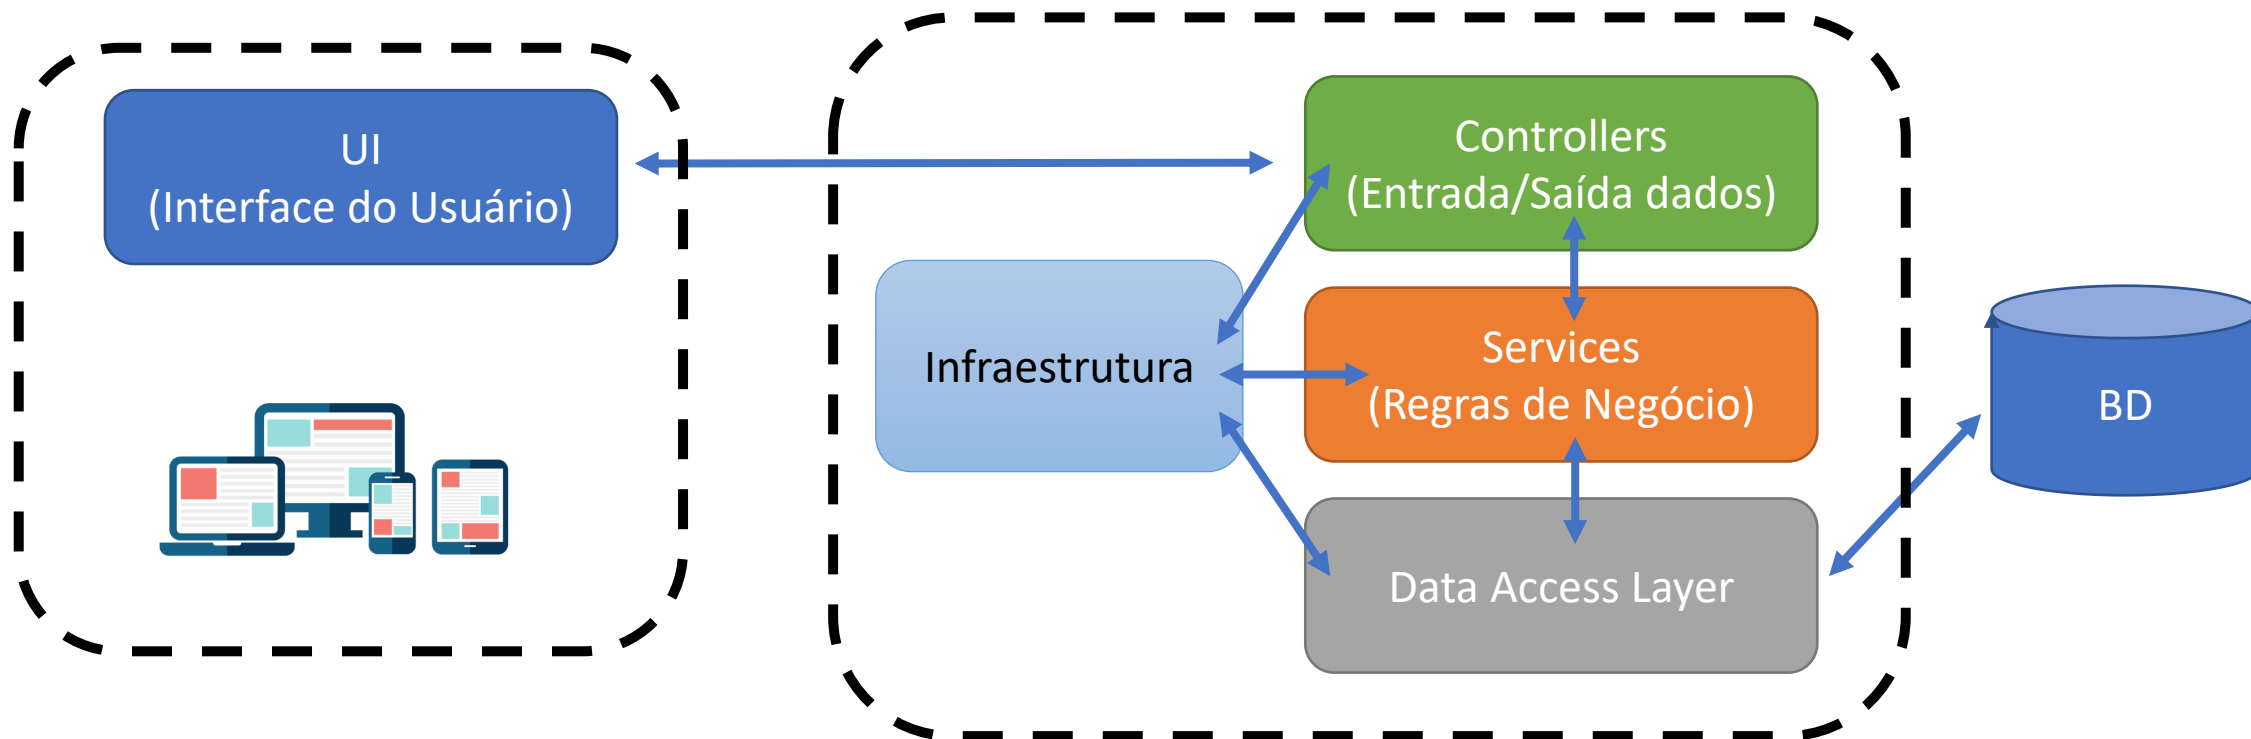 UI
(Interface do Usuário)
Controllers
(Entrada/Saída dados)
Infraestrutura
Services
(Regras de Negócio)
BD
Data Access Layer